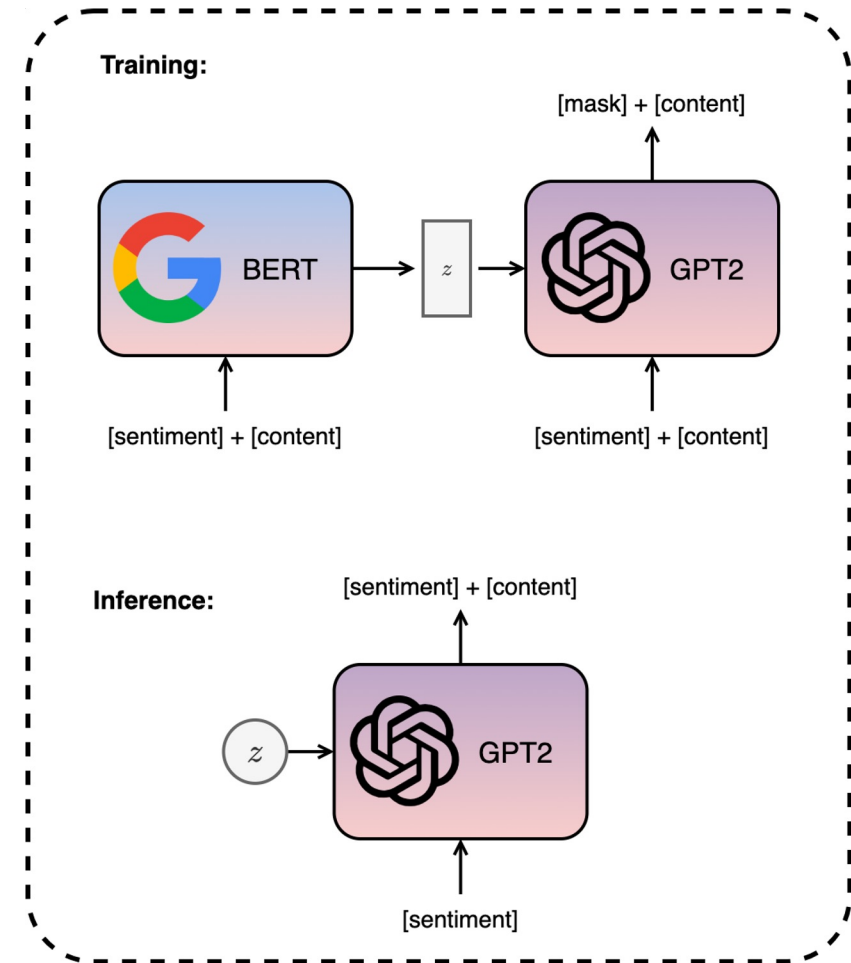 Training:
[mask] + [content]
BERT
z
GPT2
[sentiment] + [content]
[sentiment] + [content]
Inference:
[sentiment] + [content]
z
GPT2
[sentiment]